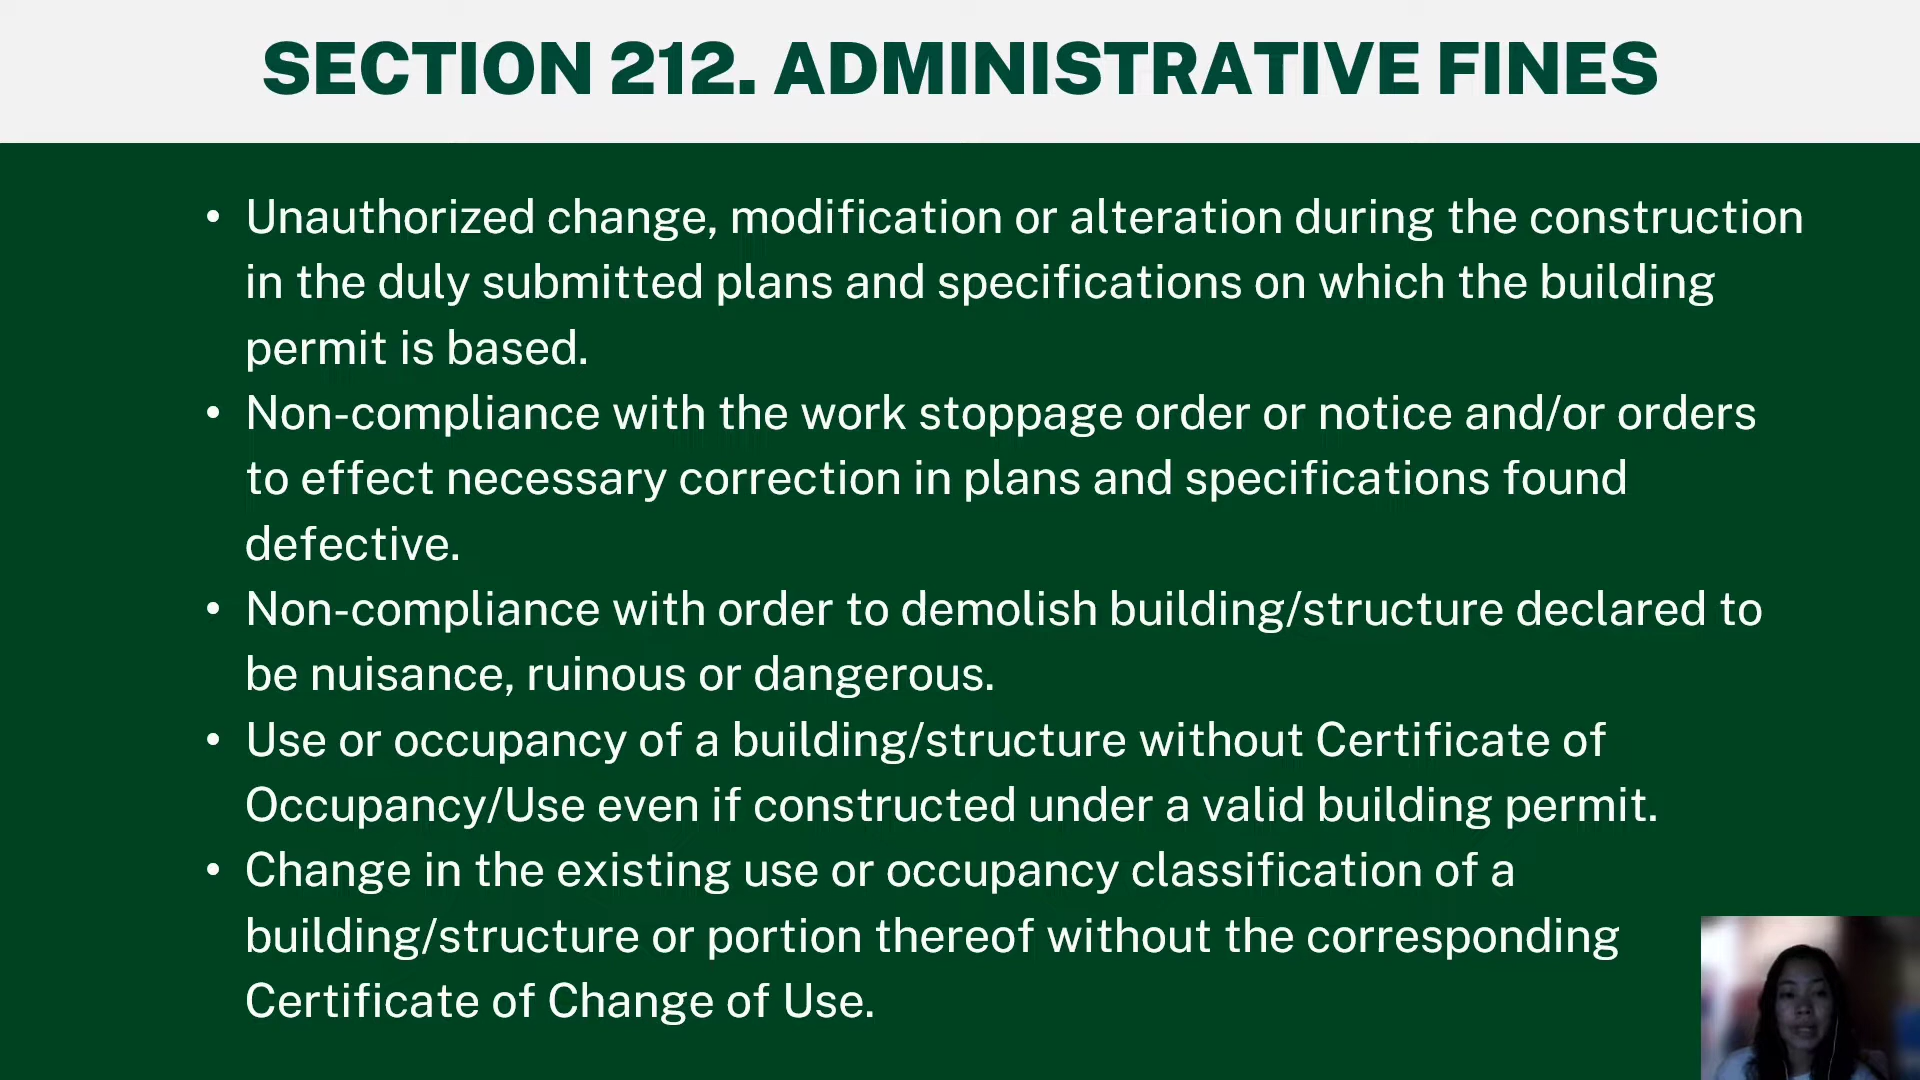 SECTION 212. ADMINISTRATIVE FINES
• Unauthorized change, modification or alteration during the construction
in the duly submitted plans and specifications on which the building
permit is based.
• Non-compliance with the work stoppage order or notice and/or orders
to effect necessary correction in plans and specifications found
defective.
• Non-compliance with order to demolish building/structure declared to
be nuisance, ruinous or dangerous.
• Use or occupancy of a building/structure without Certificate of
Occupancy/Use even if constructed under a valid building permit.
• Change in the existing use or occupancy classification of a
building/structure or portion thereof without the corresponding
Certificate of Change of Use.